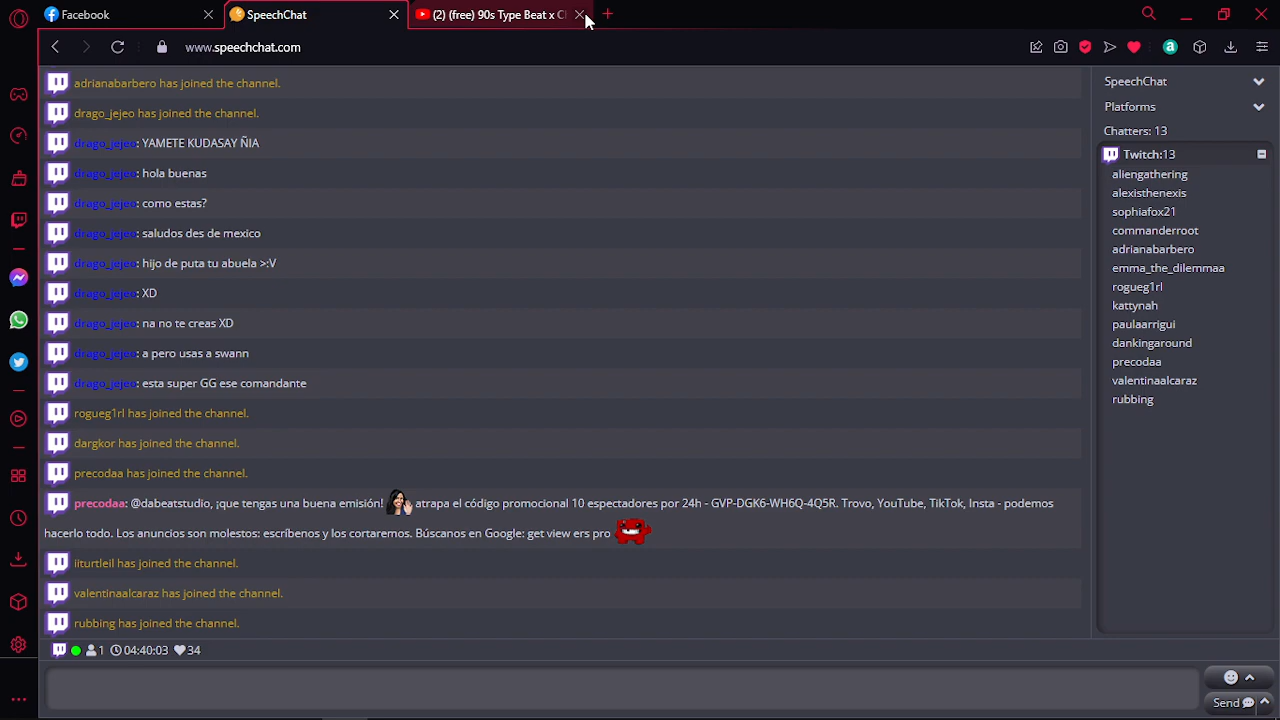 Facebook
SpeechChat
(2) (free) 90s Type Beat x C
www.speechchat.com
adrianabarbero has joined the channel.
drago_jejeo has joined the channel.
drago_jejeo: YAMETE KUDASAY ÑIA
drago_jejeo: hola buenas
drago_jejeo: como estas?
drago_jejeo: saludos des de mexico
drago_jejeo: hijo de puta tu abuela >:V
drago_jejeo: XD
drago_jejeo: na no te creas XD
drago_jejeo: a pero usas a swann
drago_jejeo: esta super GG ese comandante
rogueg1rl has joined the channel.
dargkor has joined the channel.
precodaa has joined the channel.
precodaa: @dabeatstudio, ¡que tengas una buena emisión! atrapa el código promocional 10 espectadores por 24h - GVP-DGK6-WH6Q-4Q5R. Trovo, YouTube, TikTok, Insta - podemos
hacerlo todo. Los anuncios son molestos: escríbenos y los cortaremos. Búscanos en Google: get view ers pro
iiturtleil has joined the channel.
valentinaalcaraz has joined the channel.
rubbing has joined the channel.
1 04:40:03 34
SpeechChat
Platforms
Chatters: 13
Twitch:13
allengathering
alexisthenexis
sophiafox21
commanderroot
adrianabarbero
emma_the_dilemmaa
rogueg1rl
kattynah
paulaarrigui
dankingaround
precodaa
valentinaalcaraz
rubbing
Send